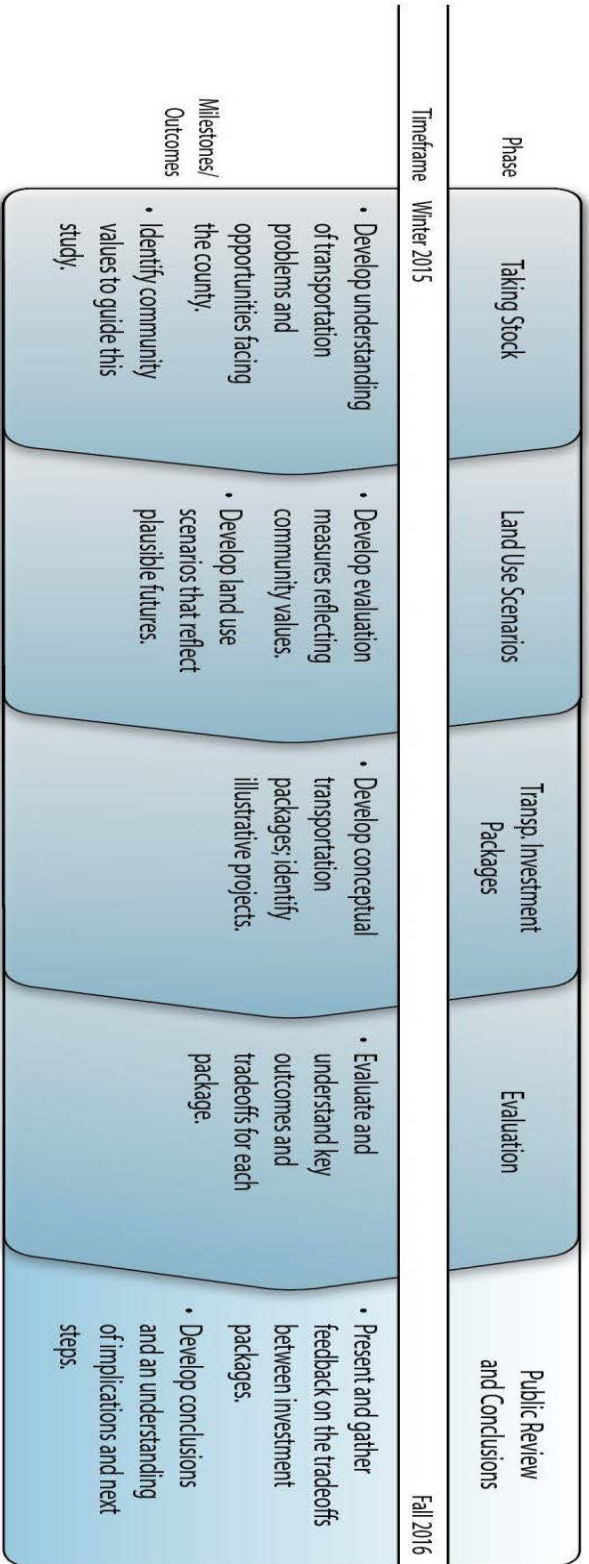 Phase
Taking Stock
Land Use Scenarios
Transp. Investment
Packages
Evaluation
Public Review
and Conclusions
Timeframe
Winter 2015
Fall 2016
Milestones/
Outcomes
• Develop understanding
of transportation
problems and
opportunities facing
the county.
• Identify community
values to guide this
study.
• Develop evaluation
measures reflecting
community values.
• Develop land use
scenarios that reflect
plausible futures.
• Develop conceptual
transportation
packages; identify
illustrative projects.
• Evaluate and
understand key
outcomes and
tradeoffs for each
package.
• Present and gather
feedback on the tradeoffs
between investment
packages.
• Develop conclusions
and an understanding
of implications and next
steps.